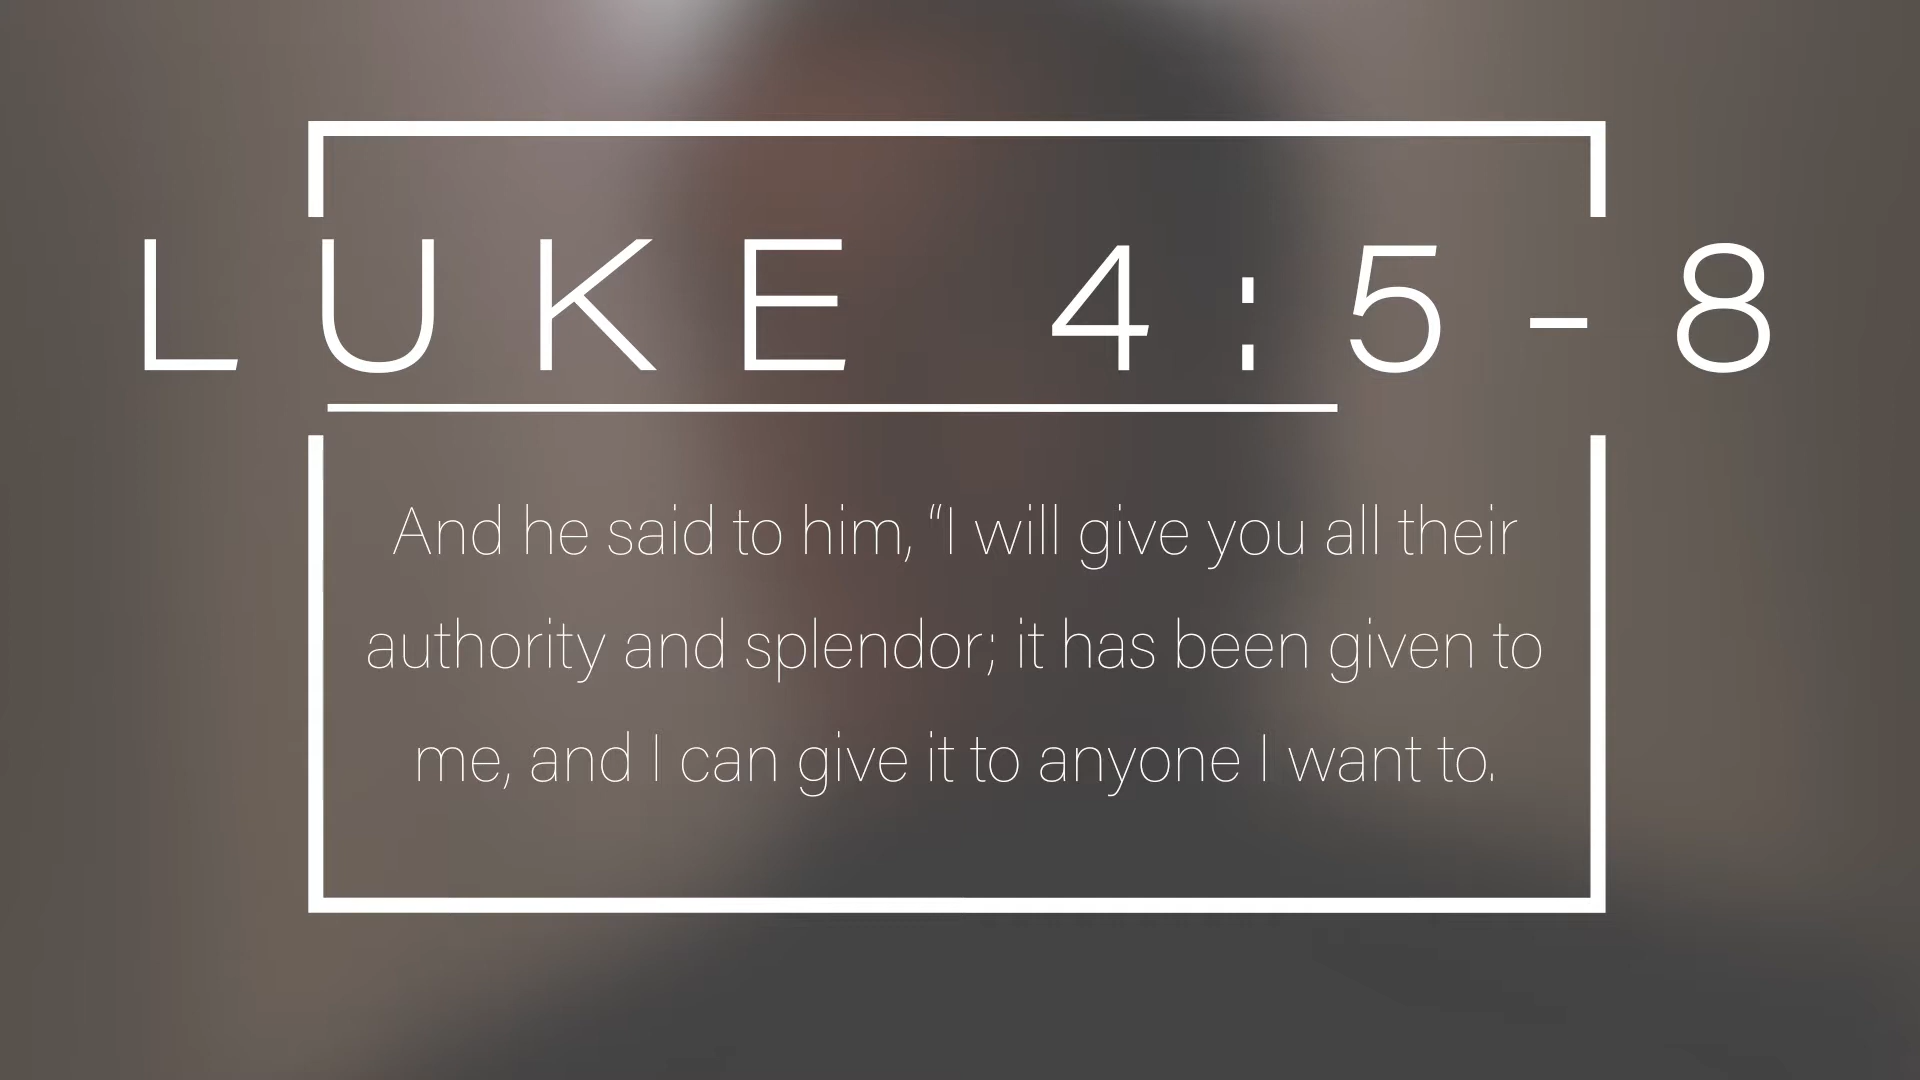 LUKE 4:5-8
And he said to him, “I will give you all their
authority and splendor; it has been given to
me, and I can give it to anyone I want to.